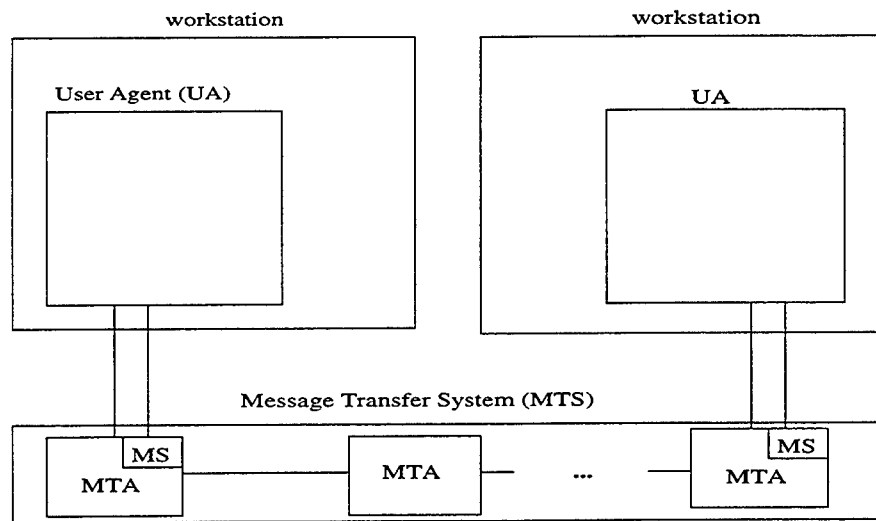 workstation
workstation
User Agent (UA)
UA
Message Transfer System (MTS)
MS
MTA
MTA
...
MS
MTA